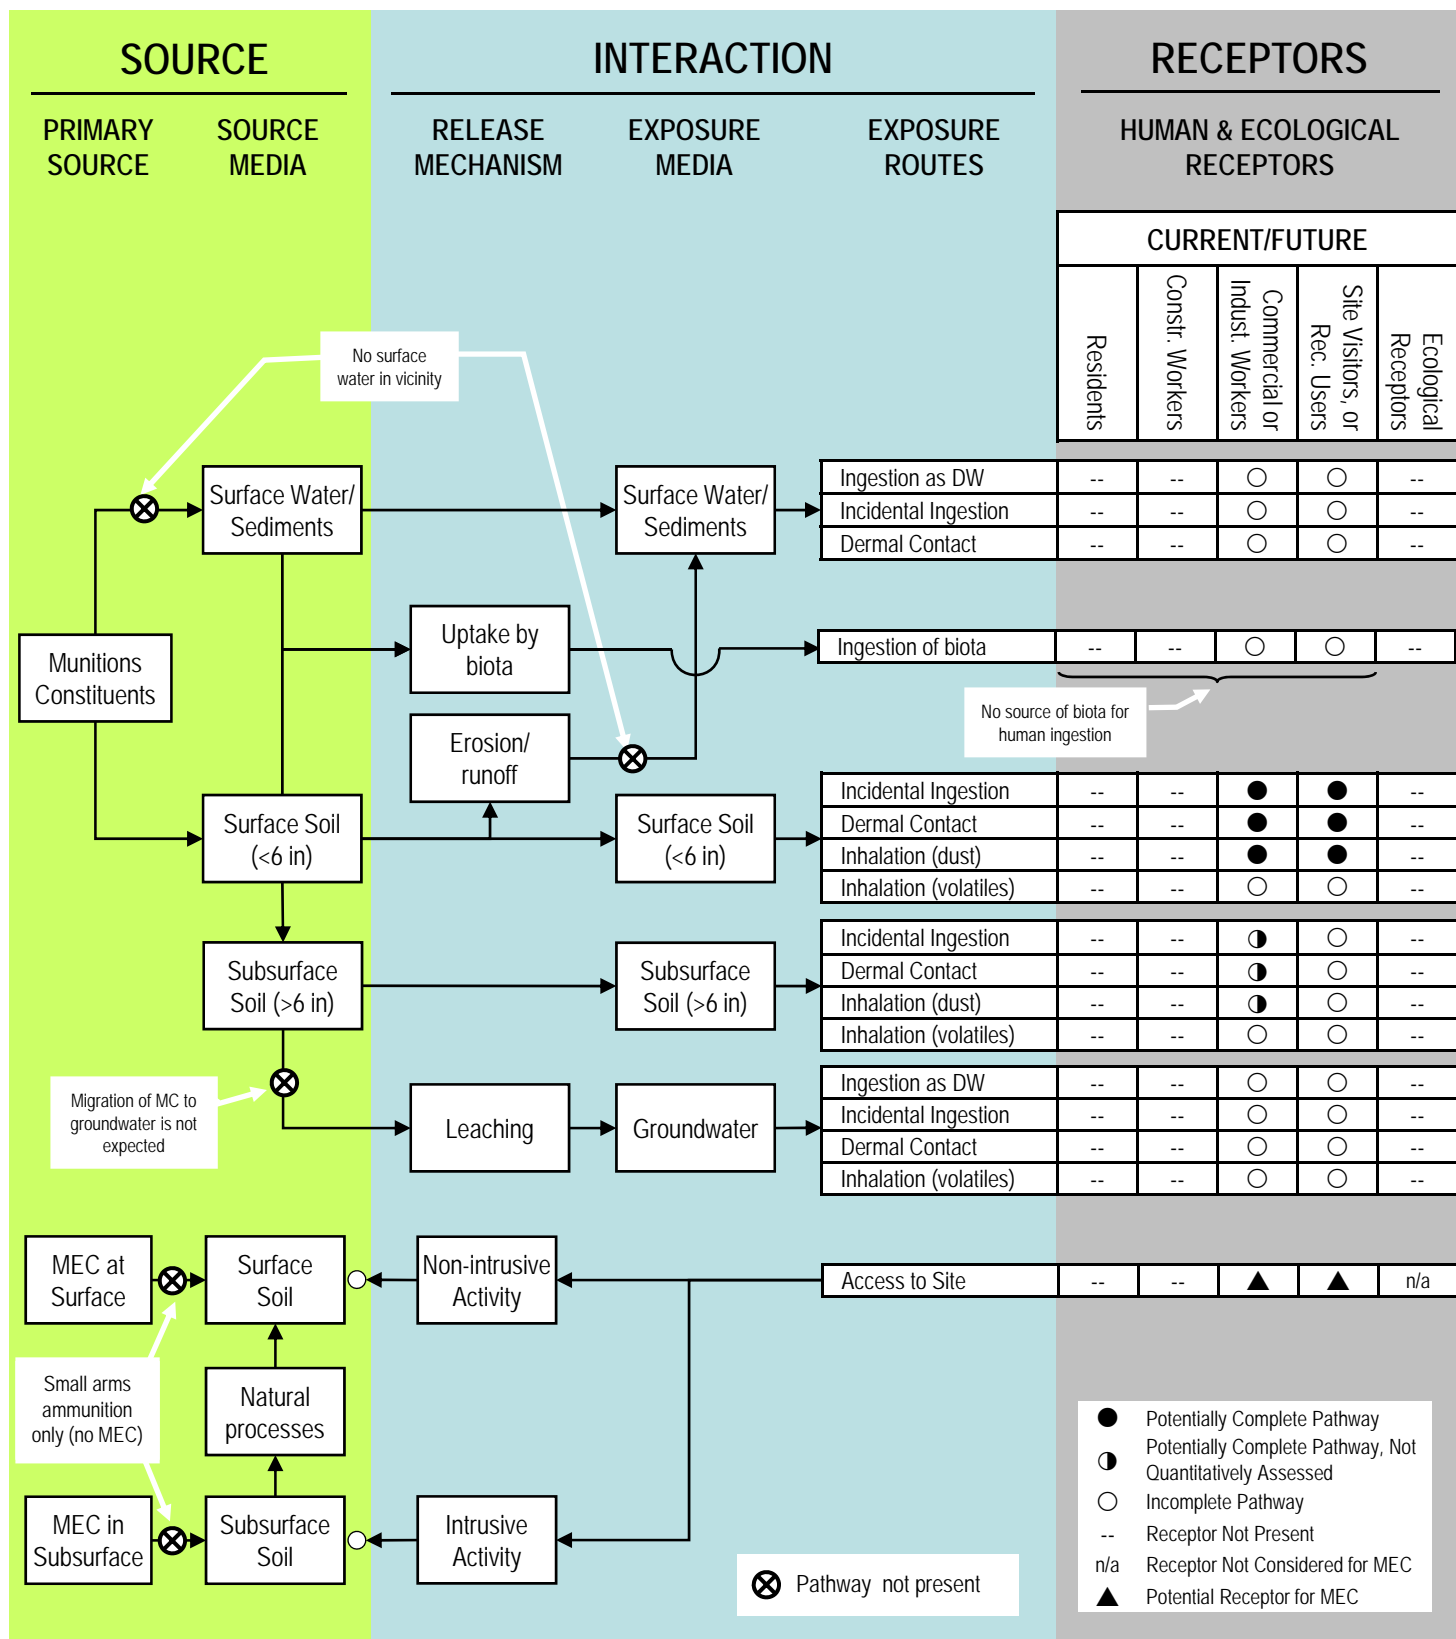 SOURCE
INTERACTION
RECEPTORS
PRIMARY
SOURCE
SOURCE
MEDIA
RELEASE
MECHANISM
EXPOSURE
MEDIA
EXPOSURE
ROUTES
HUMAN & ECOLOGICAL
RECEPTORS
CURRENT/FUTURE
Residents
Constr. Workers
Commercial or
Indust. Workers
Site Visitors, or
Rec. Users
Ecological
Receptors
No surface
water in vicinity
Surface Water/
Sediments
Surface Water/
Sediments
Ingestion as DW -- -- --
Incidental Ingestion -- -- --
Dermal Contact -- -- --
Munitions
Constituents
Uptake by
biota
Ingestion of biota -- -- --
No source of biota for
human ingestion
Erosion/
runoff
Surface Soil
(<6 in)
Surface Soil
(<6 in)
Incidental Ingestion -- -- --
Dermal Contact -- -- --
Inhalation (dust) -- -- --
Inhalation (volatiles) -- -- --
Subsurface
Soil (>6 in)
Subsurface
Soil (>6 in)
Incidental Ingestion -- -- --
Dermal Contact -- -- --
Inhalation (dust) -- -- --
Inhalation (volatiles) -- -- --
Migration of MC to
groundwater is not
expected
Leaching
Groundwater
Ingestion as DW -- -- --
Incidental Ingestion -- -- --
Dermal Contact -- -- --
Inhalation (volatiles) -- -- --
MEC at
Surface
Surface
Soil
Non-intrusive
Activity
Access to Site -- -- n/a
Small arms
ammunition
only (no MEC)
Natural
processes
MEC in
Subsurface
Subsurface
Soil
Intrusive
Activity
Pathway not present
Potentially Complete Pathway
Potentially Complete Pathway, Not
Quantitatively Assessed
Incomplete Pathway
-- Receptor Not Present
n/a Receptor Not Considered for MEC
Potential Receptor for MEC